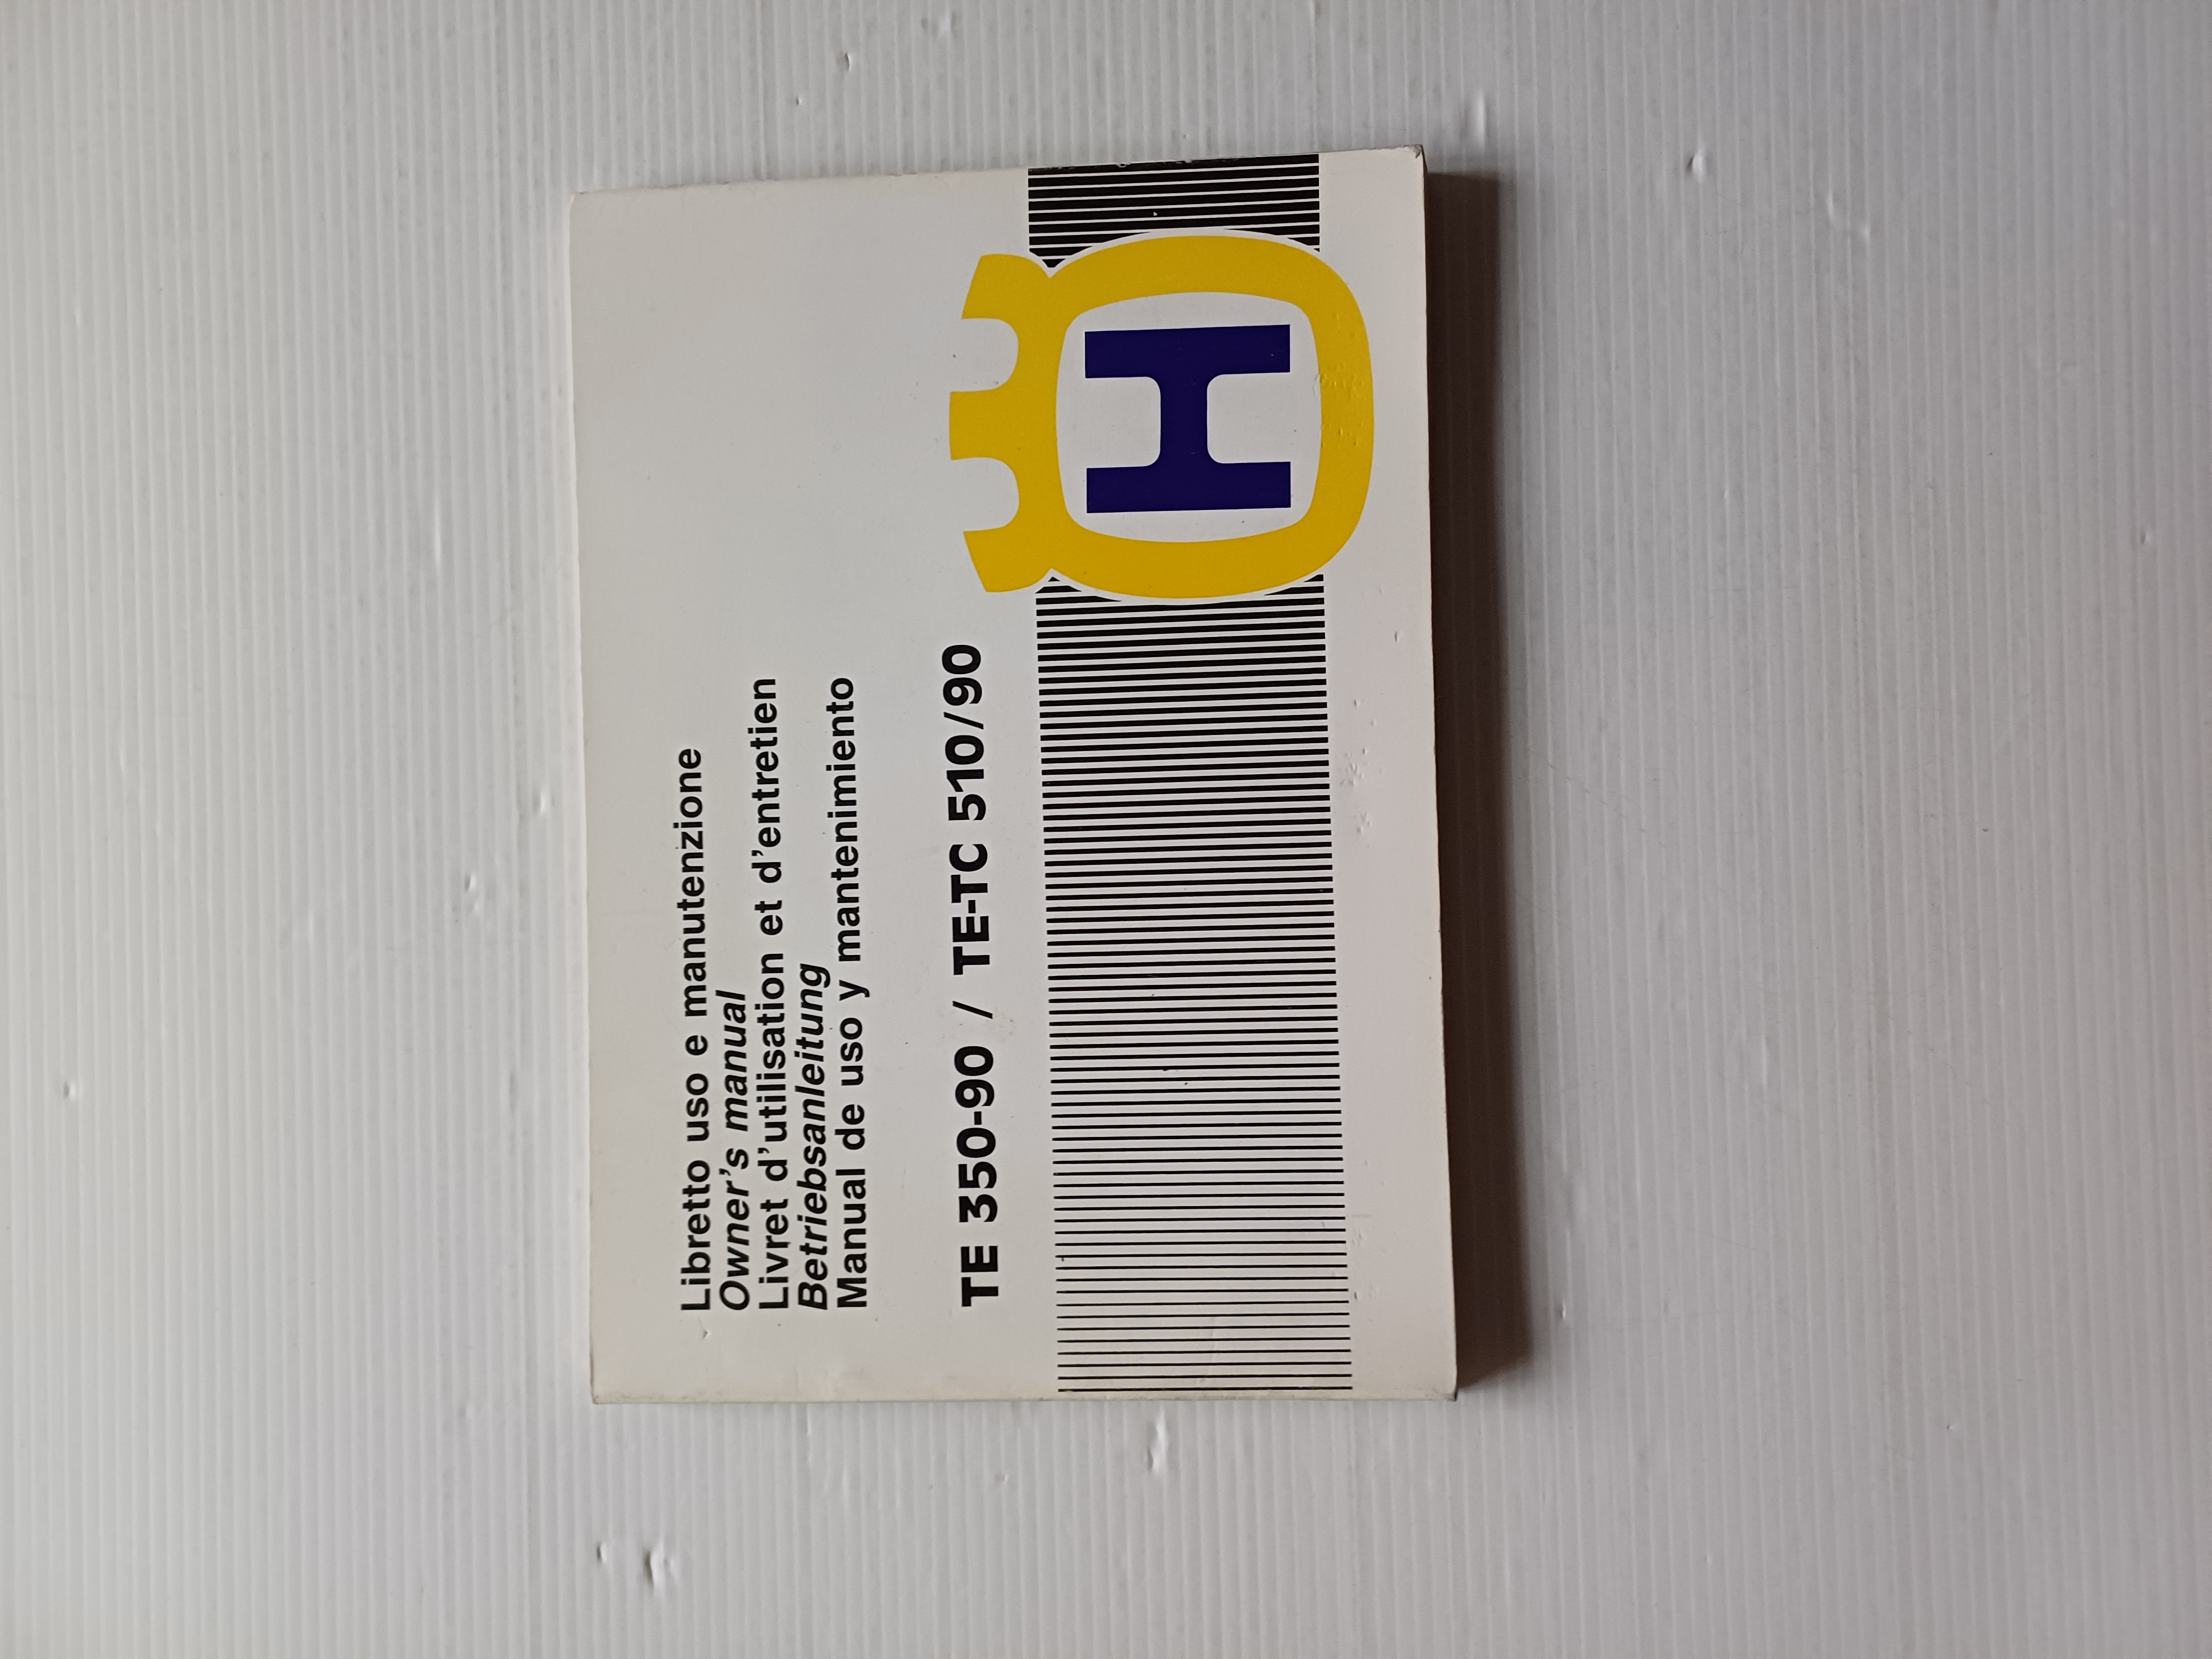 Libretto uso e manutenzione
Owner's manual
Livret d'utilisation et d'entretien
Betriebsanleitung
Manual de uso y mantenimiento
TE 350-90 / TE-TC 510/90
H